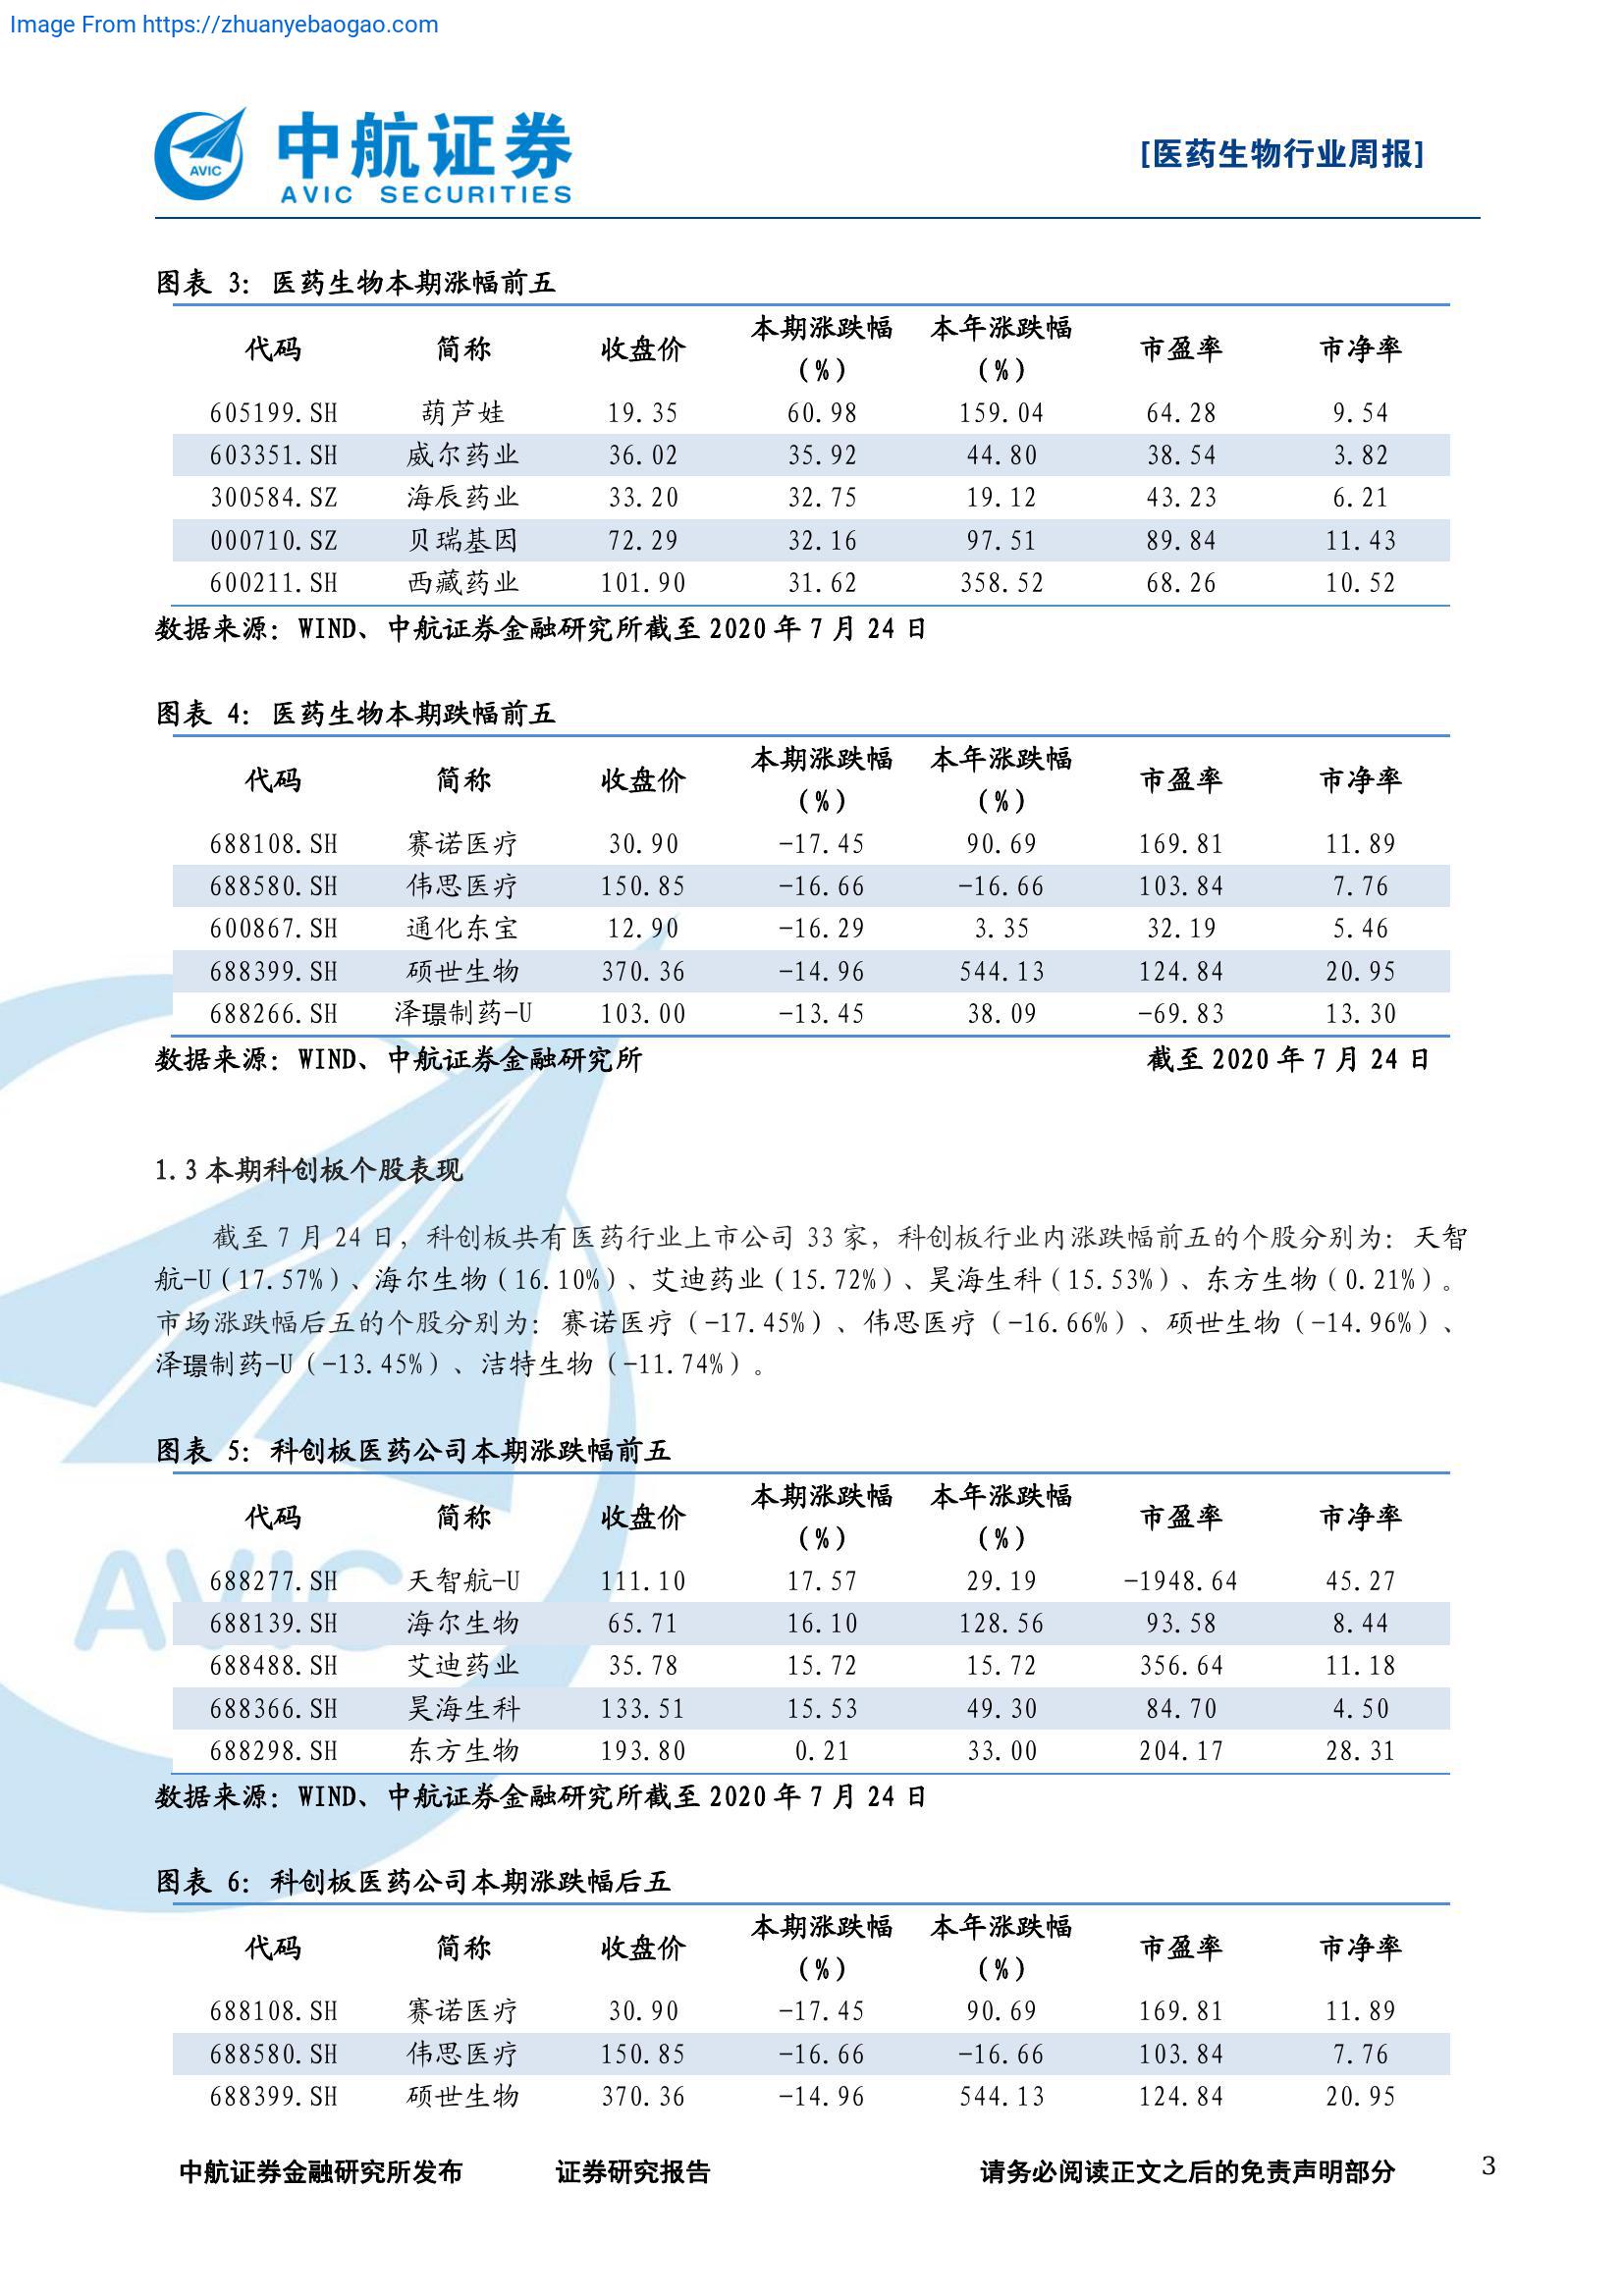 Image From https://zhuanyebaogao.com
AVIC
中航证券
AVIC SECURITIES
[医药生物行业周报]
图表 3：医药生物本期涨幅前五
代码 简称 收盘价 本期涨跌幅（%） 本年涨跌幅（%） 市盈率 市净率
605199.SH 葫芦娃 19.35 60.98 159.04 64.28 9.54
603351.SH 威尔药业 36.02 35.92 44.80 38.54 3.82
300584.SZ 海辰药业 33.20 32.75 19.12 43.23 6.21
000710.SZ 贝瑞基因 72.29 32.16 97.51 89.84 11.43
600211.SH 西藏药业 101.90 31.62 358.52 68.26 10.52
数据来源：WIND、中航证券金融研究所截至 2020 年 7 月 24 日
图表 4：医药生物本期跌幅前五
代码 简称 收盘价 本期涨跌幅（%） 本年涨跌幅（%） 市盈率 市净率
688108.SH 赛诺医疗 30.90 -17.45 90.69 169.81 11.89
688580.SH 伟思医疗 150.85 -16.66 -16.66 103.84 7.76
600867.SH 通化东宝 12.90 -16.29 3.35 32.19 5.46
688399.SH 硕世生物 370.36 -14.96 544.13 124.84 20.95
688266.SH 泽璟制药-U 103.00 -13.45 38.09 -69.83 13.30
数据来源：WIND、中航证券金融研究所 截至 2020 年 7 月 24 日
1.3 本期科创板个股表现
截至 7 月 24 日，科创板共有医药行业上市公司 33 家，科创板行业内涨跌幅前五的个股分别为：天智
航-U（17.57%）、海尔生物（16.10%）、艾迪药业（15.72%）、昊海生科（15.53%）、东方生物（0.21%）。
市场涨跌幅后五的个股分别为：赛诺医疗（-17.45%）、伟思医疗（-16.66%）、硕世生物（-14.96%）、
泽璟制药-U（-13.45%）、洁特生物（-11.74%）。
图表 5：科创板医药公司本期涨跌幅前五
代码 简称 收盘价 本期涨跌幅（%） 本年涨跌幅（%） 市盈率 市净率
688277.SH 天智航-U 111.10 17.57 29.19 -1948.64 45.27
688139.SH 海尔生物 65.71 16.10 128.56 93.58 8.44
688488.SH 艾迪药业 35.78 15.72 15.72 356.64 11.18
688366.SH 昊海生科 133.51 15.53 49.30 84.70 4.50
688298.SH 东方生物 193.80 0.21 33.00 204.17 28.31
数据来源：WIND、中航证券金融研究所截至 2020 年 7 月 24 日
AVIC
图表 6：科创板医药公司本期涨跌幅后五
代码 简称 收盘价 本期涨跌幅（%） 本年涨跌幅（%） 市盈率 市净率
688108.SH 赛诺医疗 30.90 -17.45 90.69 169.81 11.89
688580.SH 伟思医疗 150.85 -16.66 -16.66 103.84 7.76
688399.SH 硕世生物 370.36 -14.96 544.13 124.84 20.95
中航证券金融研究所发布 证券研究报告 请务必阅读正文之后的免责声明部分 3